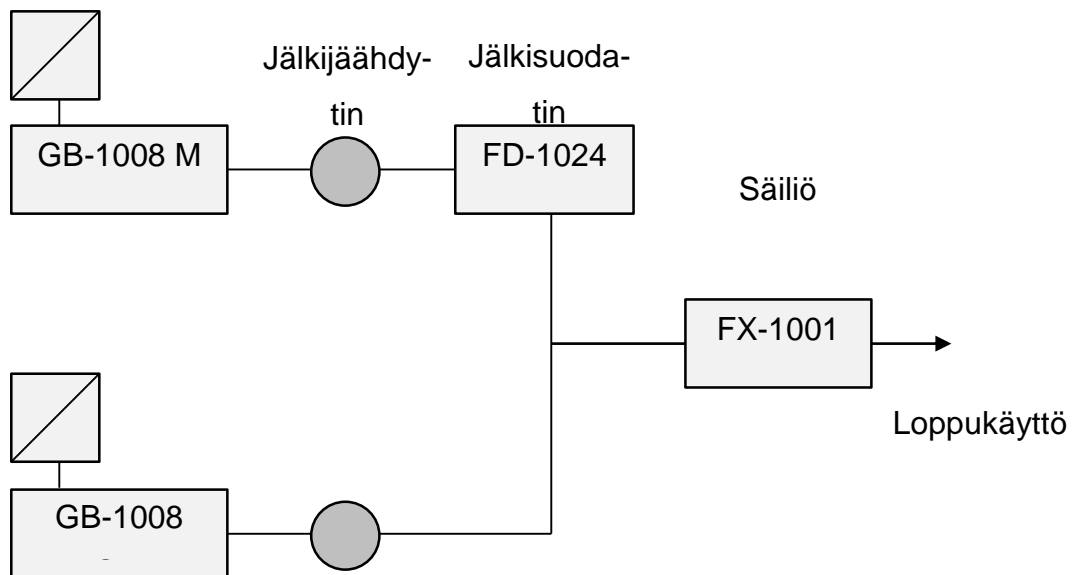 Jälkijäähdy-
tin
Jälkisuoda-
tin
GB-1008 M
FD-1024
Säiliö
FX-1001
Loppukäyttö
GB-1008